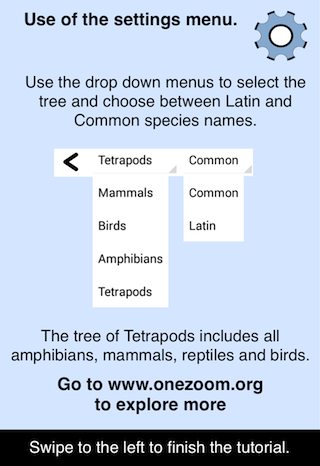 Use of the settings menu.
Use the drop down menus to select the
tree and choose between Latin and
Common species names.
Tetrapods Common
Mammals Common
Birds Latin
Amphibians
Tetrapods
The tree of Tetrapods includes all
amphibians, mammals, reptiles and birds.
Go to www.onezoom.org
to explore more
Swipe to the left to finish the tutorial.